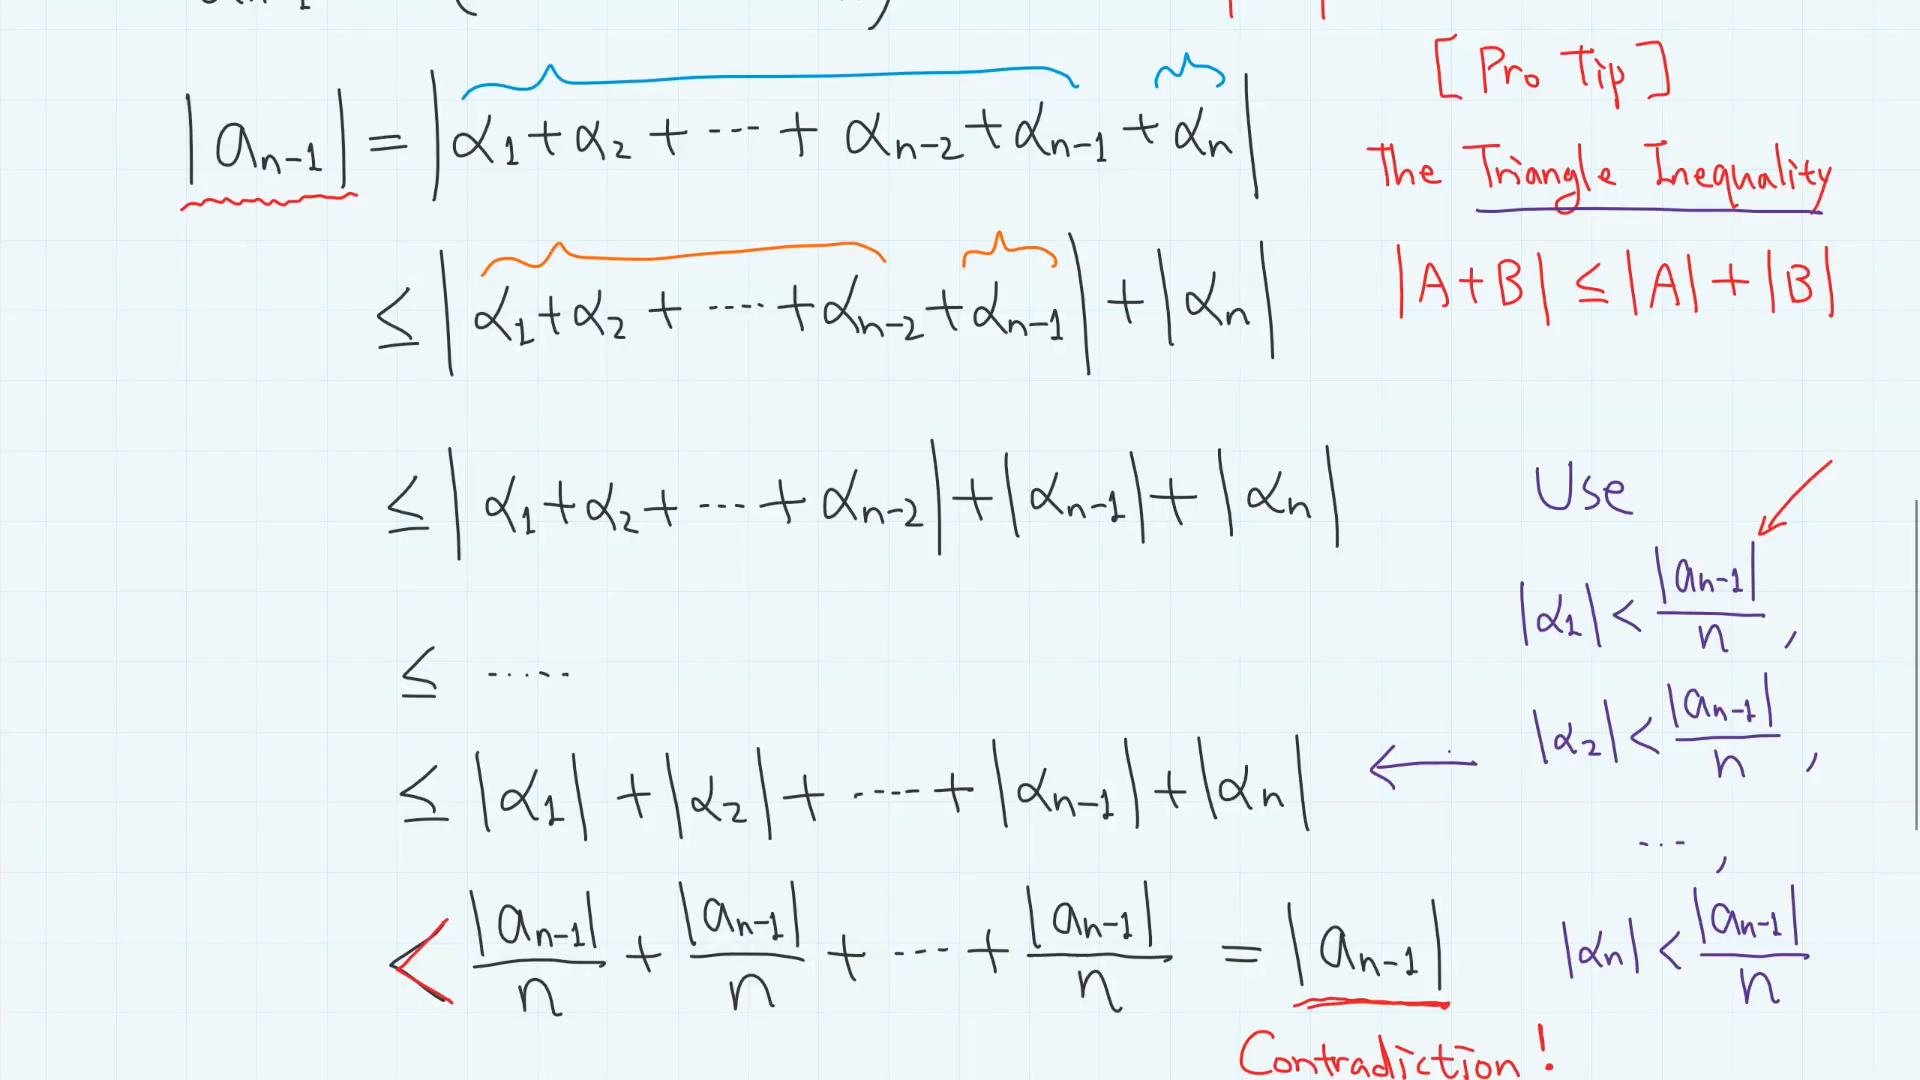 |a_{n-1}| = |α_1 + α_2 + ... + α_{n-2} + α_{n-1} + α_n|
[Pro Tip]
The Triangle Inequality
|A+B| ≤ |A| + |B|
≤ |α_1 + α_2 + .... + α_{n-2} + α_{n-1}| + |α_n|
≤ |α_1 + α_2 + ... + α_{n-2}| + |α_{n-1}| + |α_n|
≤ .....
≤ |α_1| + |α_2| + .... + |α_{n-1}| + |α_n|
< |a_{n-1}|/n + |a_{n-1}|/n + ... + |a_{n-1}|/n = |a_{n-1}|
Contradiction!
Use
|α_1| < |a_{n-1}|/n ,
|α_2| < |a_{n-1}|/n ,
... ,
|α_n| < |a_{n-1}|/n